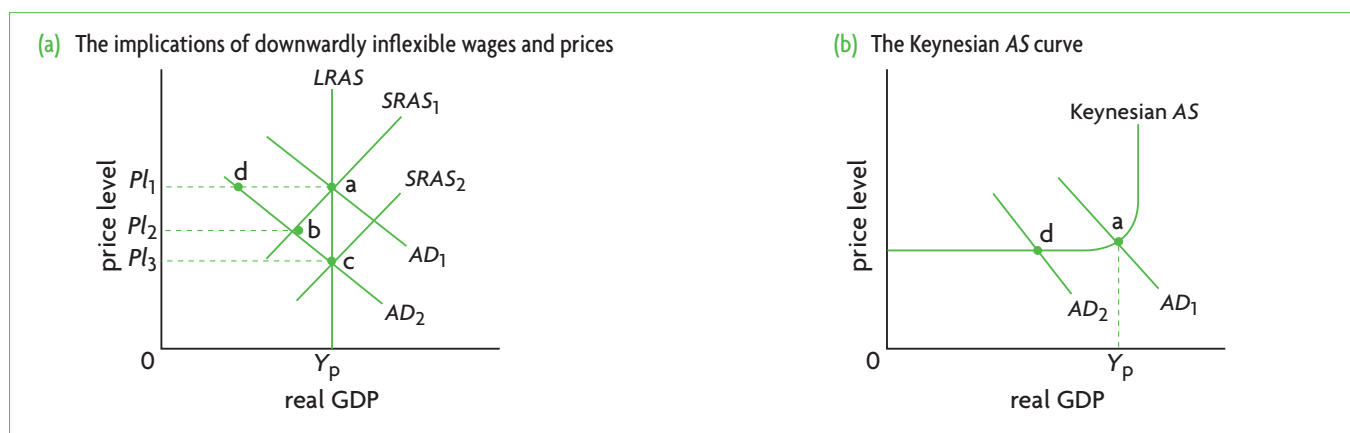 (a) The implications of downwardly inflexible wages and prices
LRAS
SRAS1
d
a
SRAS2
Pl1
Pl2
b
Pl3
c
AD1
AD2
price level
0
Yp
real GDP
(b) The Keynesian AS curve
Keynesian AS
a
d
AD2
AD1
price level
0
Yp
real GDP